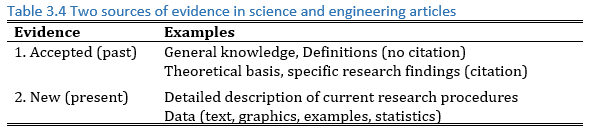 Table 3.4 Two sources of evidence in science and engineering articles
Evidence Examples
1. Accepted (past) General knowledge, Definitions (no citation)
Theoretical basis, specific research findings (citation)
2. New (present) Detailed description of current research procedures
Data (text, graphics, examples, statistics)